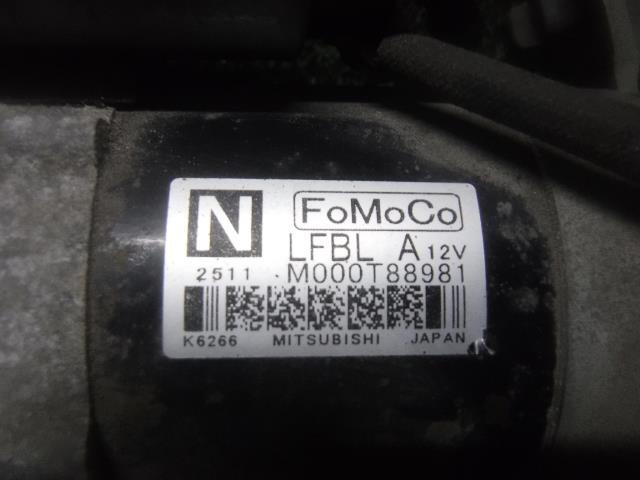 N FoMoCo
LFBL A 12V
2511 M000T88981
K6266 MITSUBISHI JAPAN